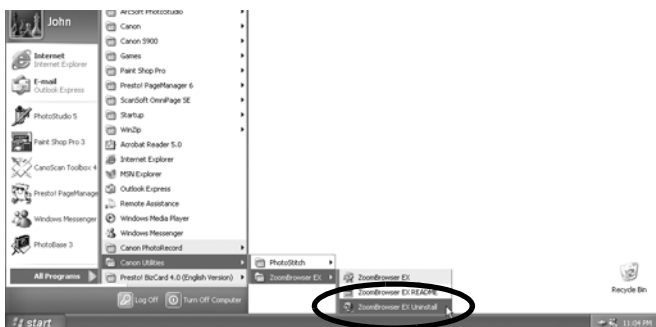 John
Internet
Internet Explorer
E-mail
Outlook Express
PhotoStudio 5
Paint Shop Pro 3
CanoScan Toolbox 4
Presto! PageManage
Windows Messenger
PhotoBase 3
All Programs
ArcSoft PhotoStudio
Canon
Canon S900
Games
Paint Shop Pro
Presto! PageManager 6
ScanSoft OmniPage SE
Startup
WinZip
Acrobat Reader 5.0
Internet Explorer
MSN Explorer
Outlook Express
Remote Assistance
Windows Media Player
Windows Messenger
Canon PhotoRecord
Canon Utilities
Presto! BizCard 4.0 (English Version)
PhotoStitch
ZoomBrowser EX
ZoomBrowser EX
ZoomBrowser EX README
ZoomBrowser EX Uninstall
Log Off
Turn Off Computer
Recycle Bin
start
11:04 PM